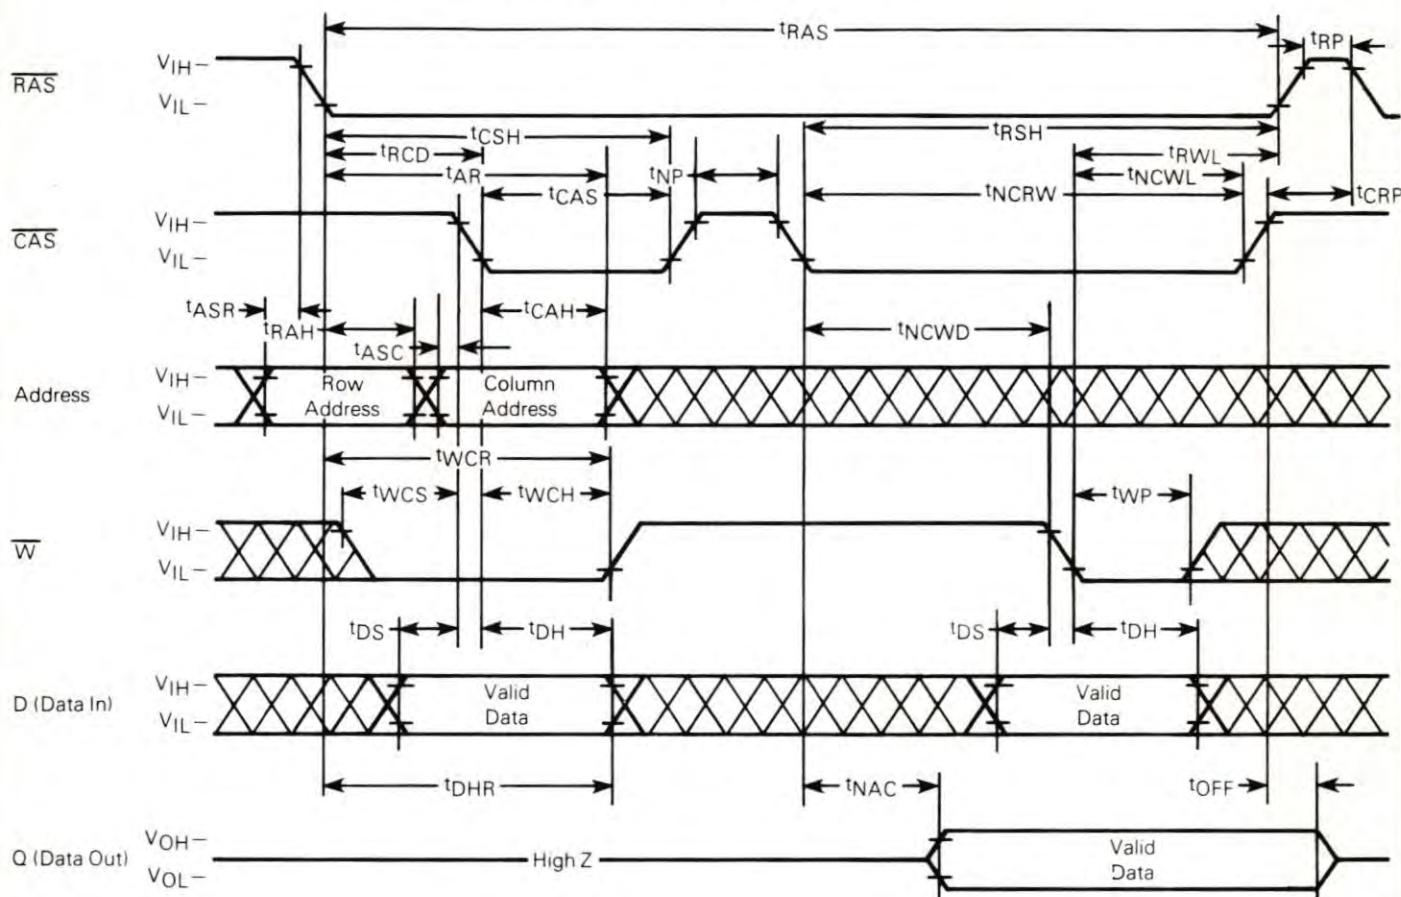 tRAS
tRP
RAS
VIH
VIL
tCSH
tRSH
tRCD
tRWL
tAR
tNP
tNCWL
tCAS
tNCRW
tCRP
CAS
VIH
VIL
tASR
tRAH
tCAH
tNCWD
tASC
Address
VIH
VIL
Row
Address
Column
Address
tWCR
tWCS
tWCH
tWP
W
VIH
VIL
tDS
tDH
tDS
tDH
D (Data In)
VIH
VIL
Valid
Data
Valid
Data
tDHR
tNAC
tOFF
Q (Data Out)
VOH
VOL
High Z
Valid
Data